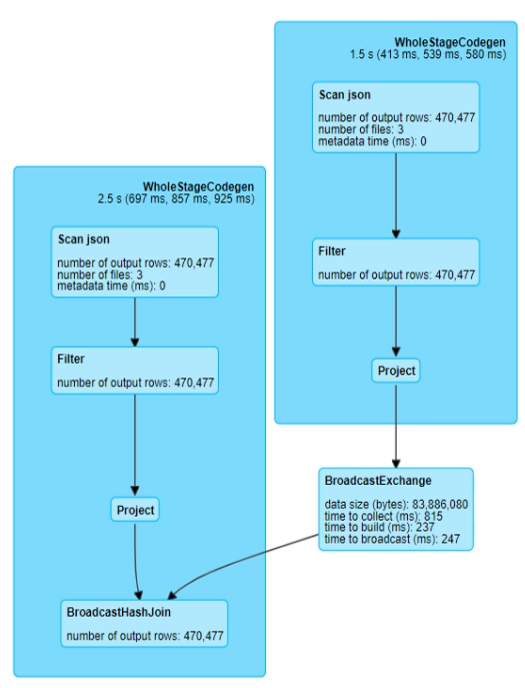 WholeStageCodegen
1.5 s (413 ms, 539 ms, 580 ms)
Scan json
number of output rows: 470,477
number of files: 3
metadata time (ms): 0
Filter
number of output rows: 470,477
Project
BroadcastExchange
data size (bytes): 83,886,080
time to collect (ms): 815
time to build (ms): 237
time to broadcast (ms): 247
WholeStageCodegen
2.5 s (697 ms, 857 ms, 925 ms)
Scan json
number of output rows: 470,477
number of files: 3
metadata time (ms): 0
Filter
number of output rows: 470,477
Project
BroadcastHashJoin
number of output rows: 470,477